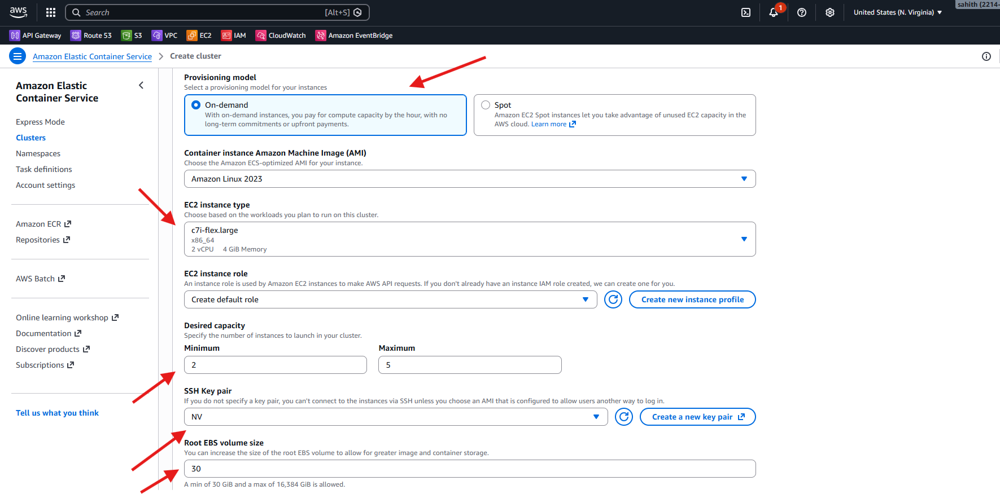 aws
Search
[Alt+S]
1
United States (N. Virginia)
sahith (2214-
API Gateway
Route 53
S3
VPC
EC2
IAM
CloudWatch
Amazon EventBridge
Amazon Elastic Container Service
Create cluster
Amazon Elastic
Container Service
Express Mode
Clusters
Namespaces
Task definitions
Account settings
Amazon ECR
Repositories
AWS Batch
Online learning workshop
Documentation
Discover products
Subscriptions
Tell us what you think
Provisioning model
Select a provisioning model for your instances
On-demand
With on-demand instances, you pay for compute capacity by the hour, with no
long-term commitments or upfront payments.
Spot
Amazon EC2 Spot instances let you take advantage of unused EC2 capacity in the
AWS cloud. Learn more
Container instance Amazon Machine Image (AMI)
Choose the Amazon ECS-optimized AMI for your instance.
Amazon Linux 2023
EC2 instance type
Choose based on the workloads you plan to run on this cluster.
c7i-flex.large
x86_64
2 vCPU 4 GiB Memory
EC2 instance role
An instance role is used by Amazon EC2 instances to make AWS API requests. If you don't already have an instance IAM role created, we can create one for you.
Create default role
Create new instance profile
Desired capacity
Specify the number of instances to launch in your cluster.
Minimum
Maximum
2
5
SSH Key pair
If you do not specify a key pair, you can't connect to the instances via SSH unless you choose an AMI that is configured to allow users another way to log in.
NV
Create a new key pair
Root EBS volume size
You can increase the size of the root EBS volume to allow for greater image and container storage.
30
A min of 30 GiB and a max of 16,384 GiB is allowed.